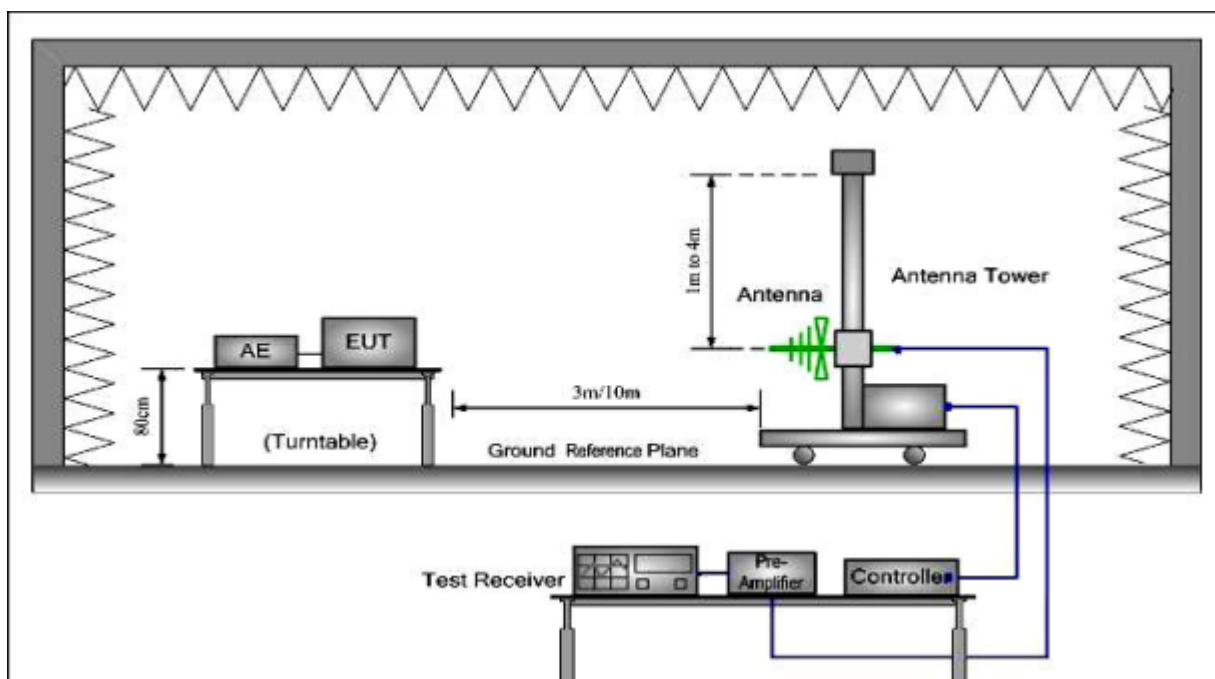 1m to 4m
Antenna Tower
Antenna
AE
EUT
80cm
3m/10m
(Turntable)
Ground Reference Plane
Test Receiver
Pre-
Amplifier
Controller